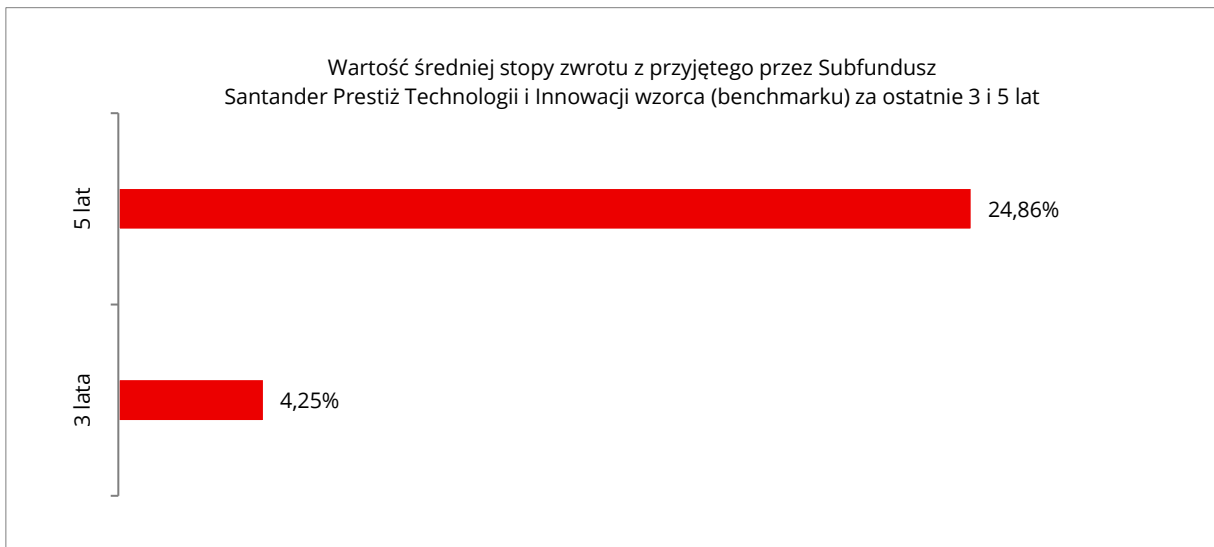 Wartość średniej stopy zwrotu z przyjętego przez Subfundusz
Santander Prestiż Technologii i Innowacji wzorca (benchmarku) za ostatnie 3 i 5 lat
5 lat
24,86%
3 lata
4,25%